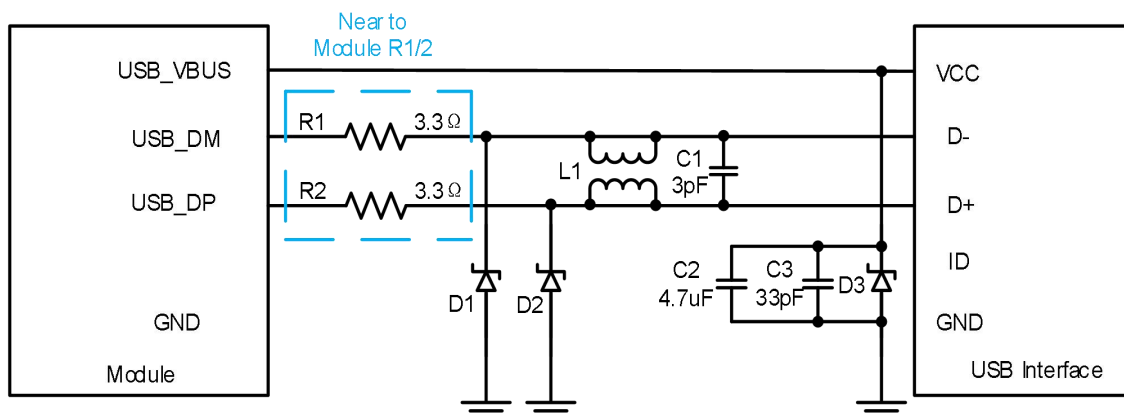 Near to
Module R1/2
USB_VBUS
VCC
R1
3.3Ω
USB_DM
D-
L1
C1
3pF
R2
3.3Ω
USB_DP
D+
ID
C2
4.7uF
C3
33pF
D3
D1
D2
GND
GND
Module
USB Interface